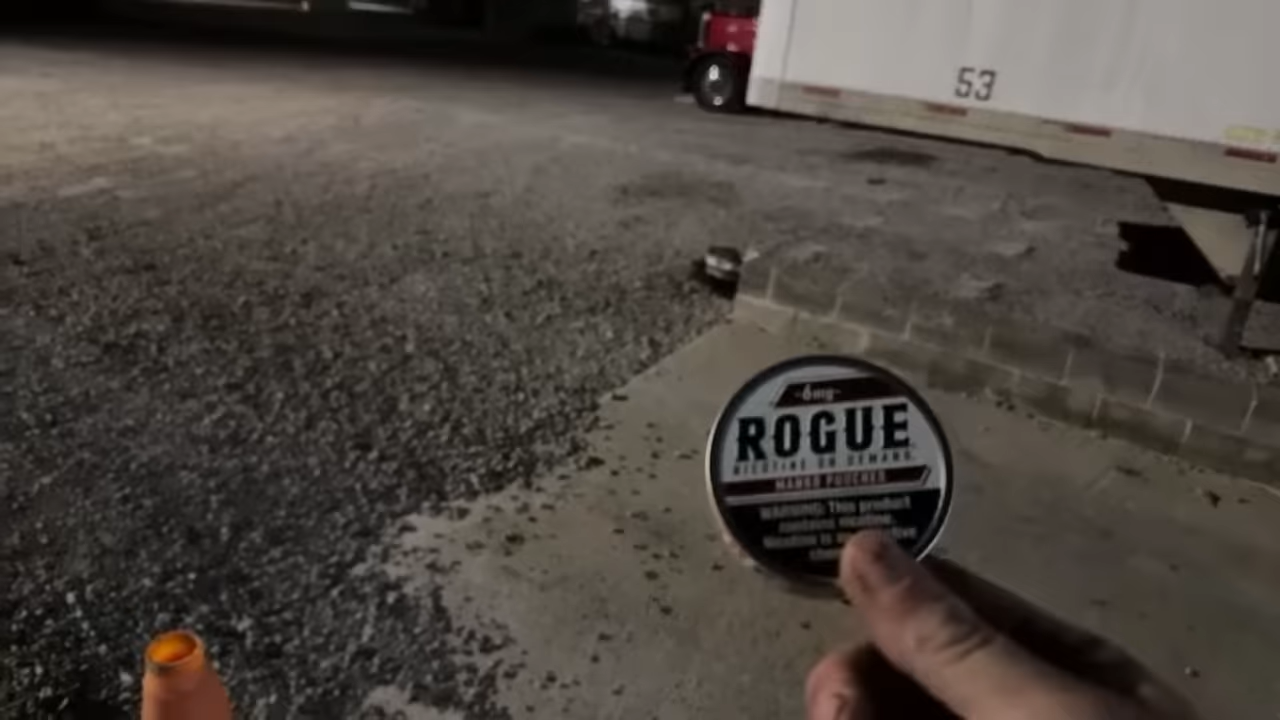 53
-6mg-
ROGUE
NICOTINE ON DEMAND.
MANGO POUCHES
WARNING: This product
contains nicotine.
Nicotine is